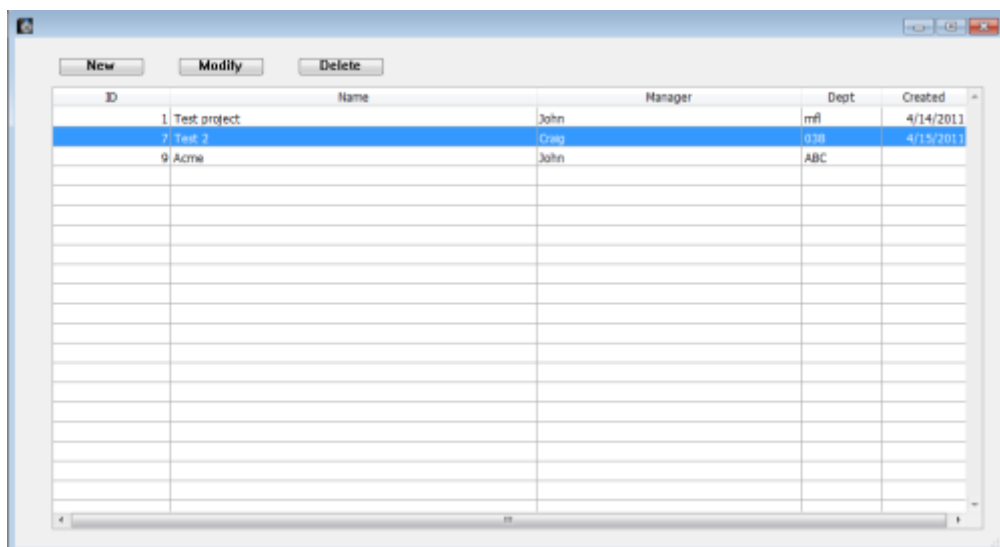 New Modify Delete
ID Name Manager Dept Created
1 Test project John mfl 4/14/2011
7 Test 2 Craig 038 4/15/2011
9 Acme John ABC